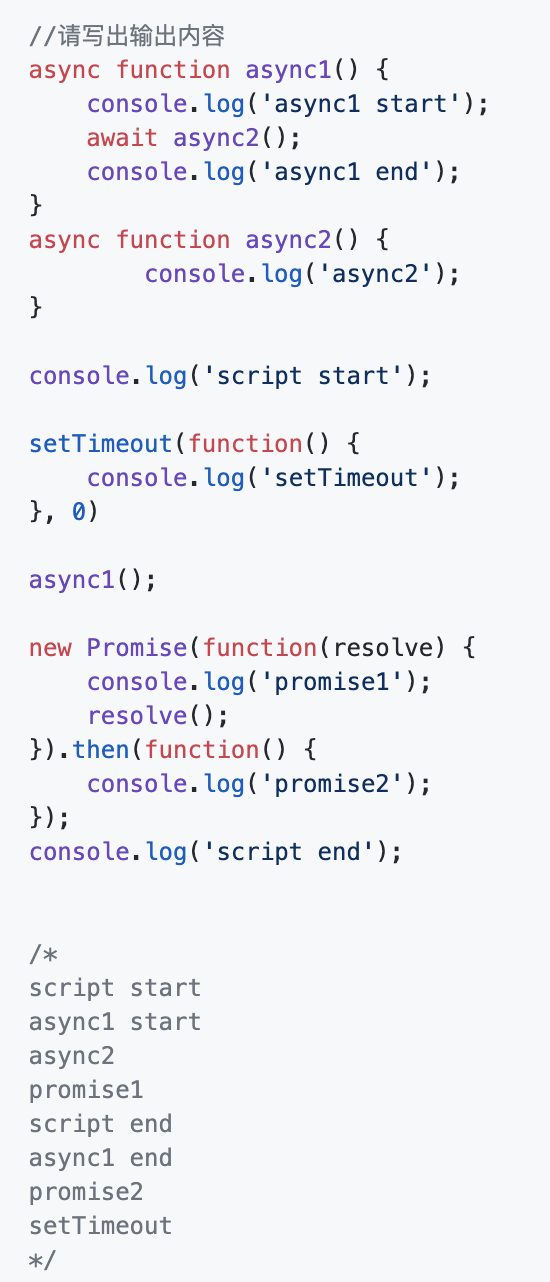 //请写出输出内容
async function async1() {
    console.log('async1 start');
    await async2();
    console.log('async1 end');
}
async function async2() {
        console.log('async2');
}

console.log('script start');

setTimeout(function() {
    console.log('setTimeout');
}, 0)

async1();

new Promise(function(resolve) {
    console.log('promise1');
    resolve();
}).then(function() {
    console.log('promise2');
});
console.log('script end');


/*
script start
async1 start
async2
promise1
script end
async1 end
promise2
setTimeout
*/